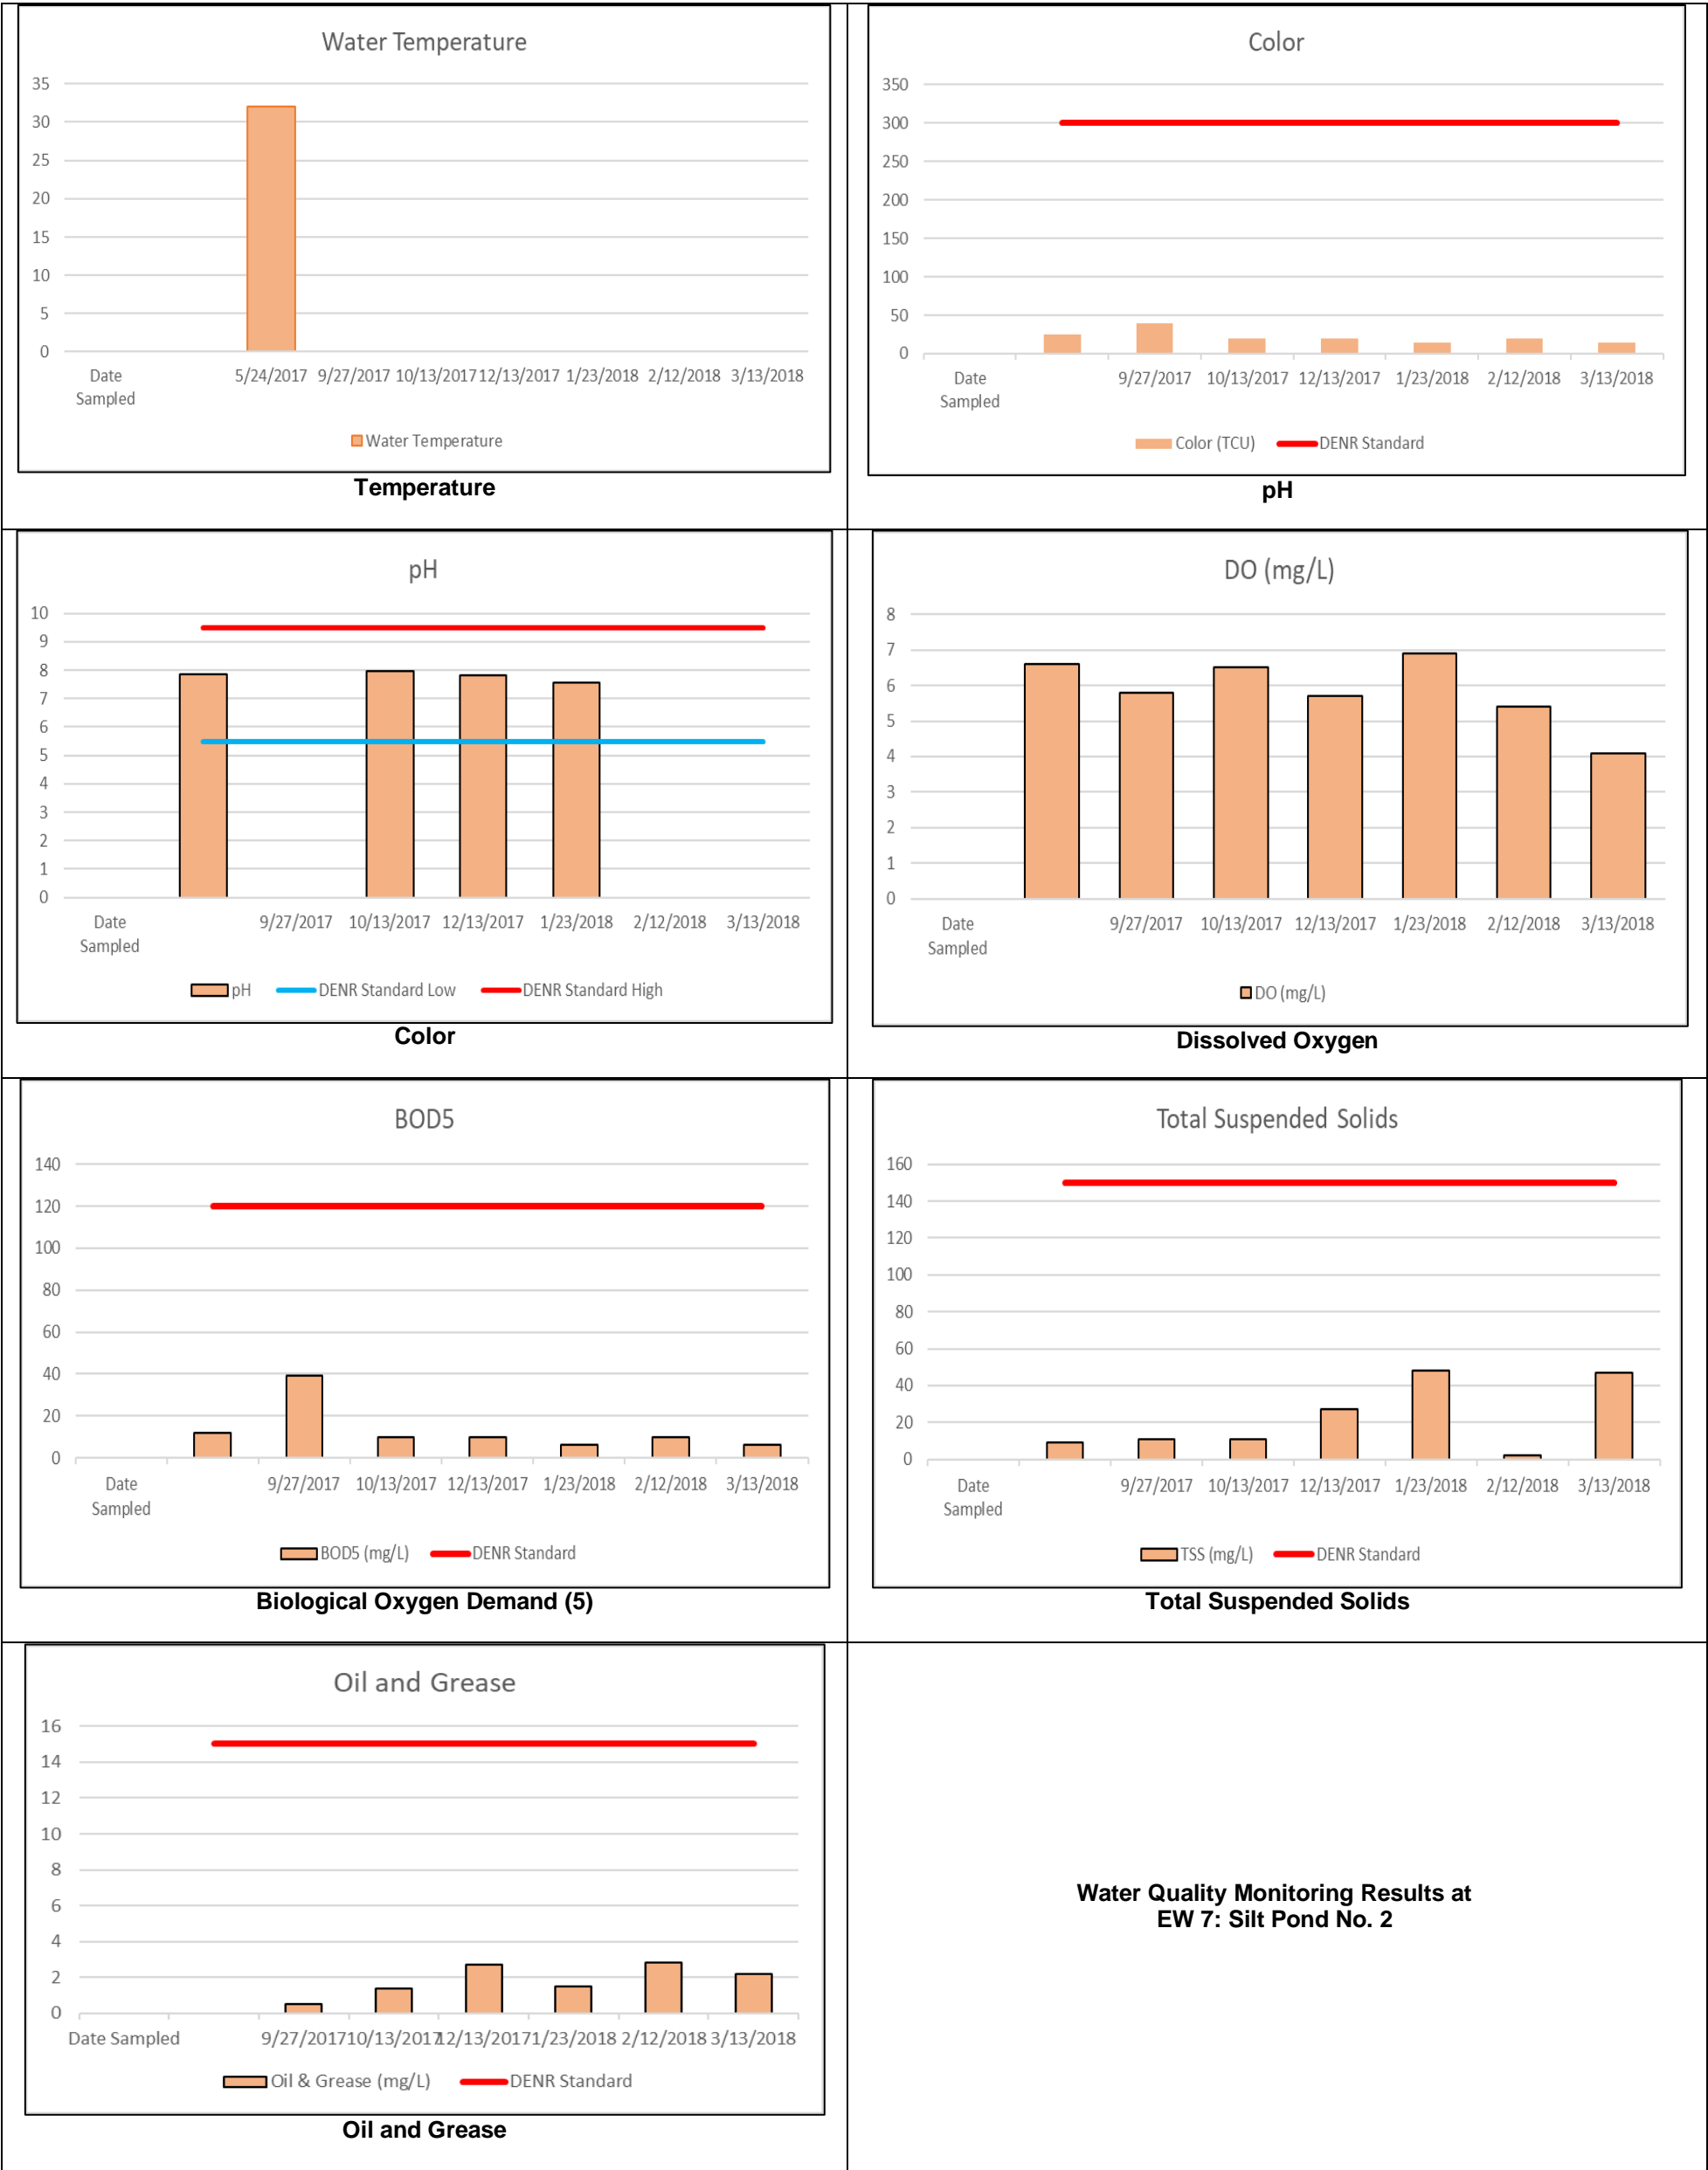 Water Temperature
35
30
25
20
15
10
5
0
Date Sampled
5/24/2017 9/27/2017 10/13/2017 12/13/2017 1/23/2018 2/12/2018 3/13/2018
Water Temperature
Temperature
Color
350
300
250
200
150
100
50
0
Date Sampled
9/27/2017 10/13/2017 12/13/2017 1/23/2018 2/12/2018 3/13/2018
Color (TCU) DENR Standard
pH
pH
10
9
8
7
6
5
4
3
2
1
0
Date Sampled
9/27/2017 10/13/2017 12/13/2017 1/23/2018 2/12/2018 3/13/2018
pH DENR Standard Low DENR Standard High
Color
DO (mg/L)
8
7
6
5
4
3
2
1
0
Date Sampled
9/27/2017 10/13/2017 12/13/2017 1/23/2018 2/12/2018 3/13/2018
DO (mg/L)
Dissolved Oxygen
BOD5
140
120
100
80
60
40
20
0
Date Sampled
9/27/2017 10/13/2017 12/13/2017 1/23/2018 2/12/2018 3/13/2018
BOD5 (mg/L) DENR Standard
Biological Oxygen Demand (5)
Total Suspended Solids
160
140
120
100
80
60
40
20
0
Date Sampled
9/27/2017 10/13/2017 12/13/2017 1/23/2018 2/12/2018 3/13/2018
TSS (mg/L) DENR Standard
Total Suspended Solids
Oil and Grease
16
14
12
10
8
6
4
2
0
Date Sampled 9/27/2017 10/13/2017 12/13/2017 1/23/2018 2/12/2018 3/13/2018
Oil & Grease (mg/L) DENR Standard
Oil and Grease
Water Quality Monitoring Results at
EW 7: Silt Pond No. 2